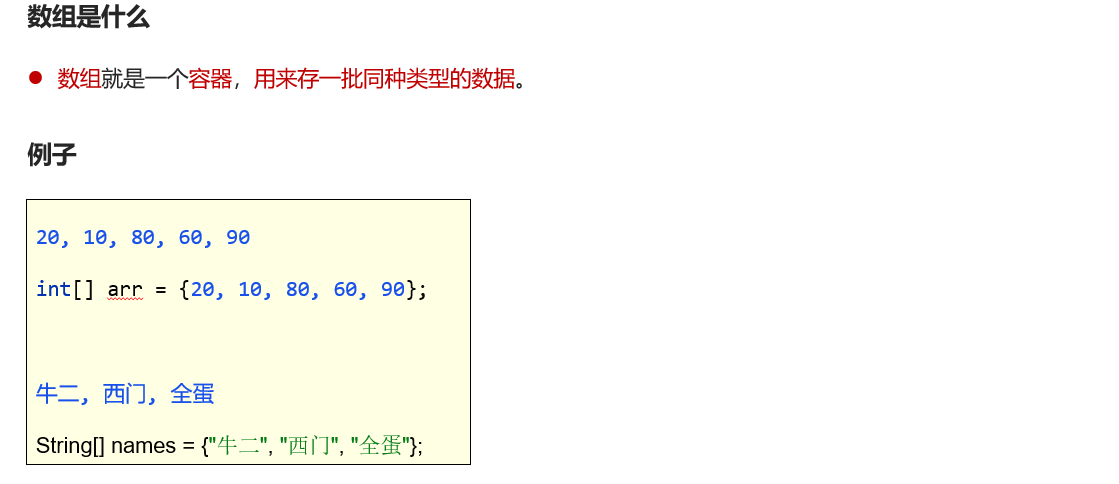 数组是什么
数组就是一个容器，用来存一批同种类型的数据。
例子
20, 10, 80, 60, 90
int[] arr = {20, 10, 80, 60, 90};
牛二, 西门, 全蛋
String[] names = {"牛二", "西门", "全蛋"};